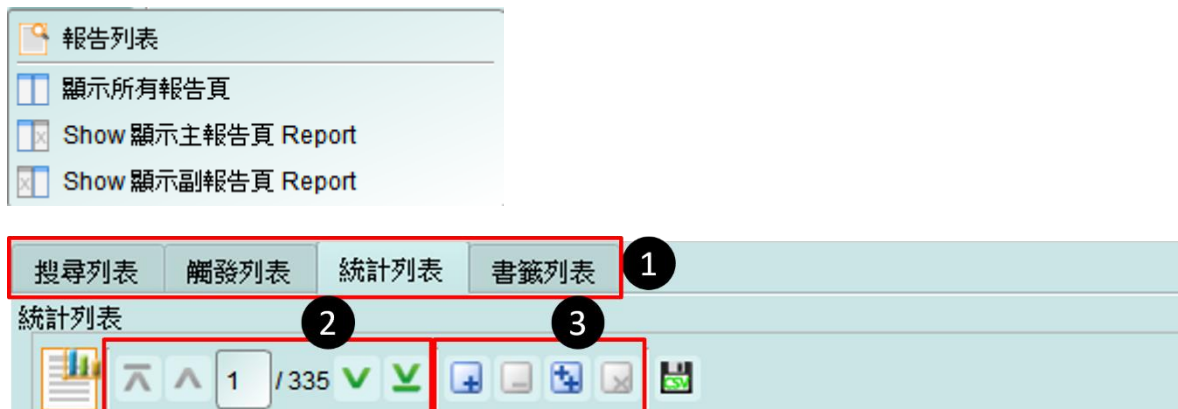 報告列表
顯示所有報告頁
Show 顯示主報告頁 Report
Show 顯示副報告頁 Report
搜尋列表 觸發列表 統計列表 書籤列表 1
統計列表 2 3
1 / 335 CSV